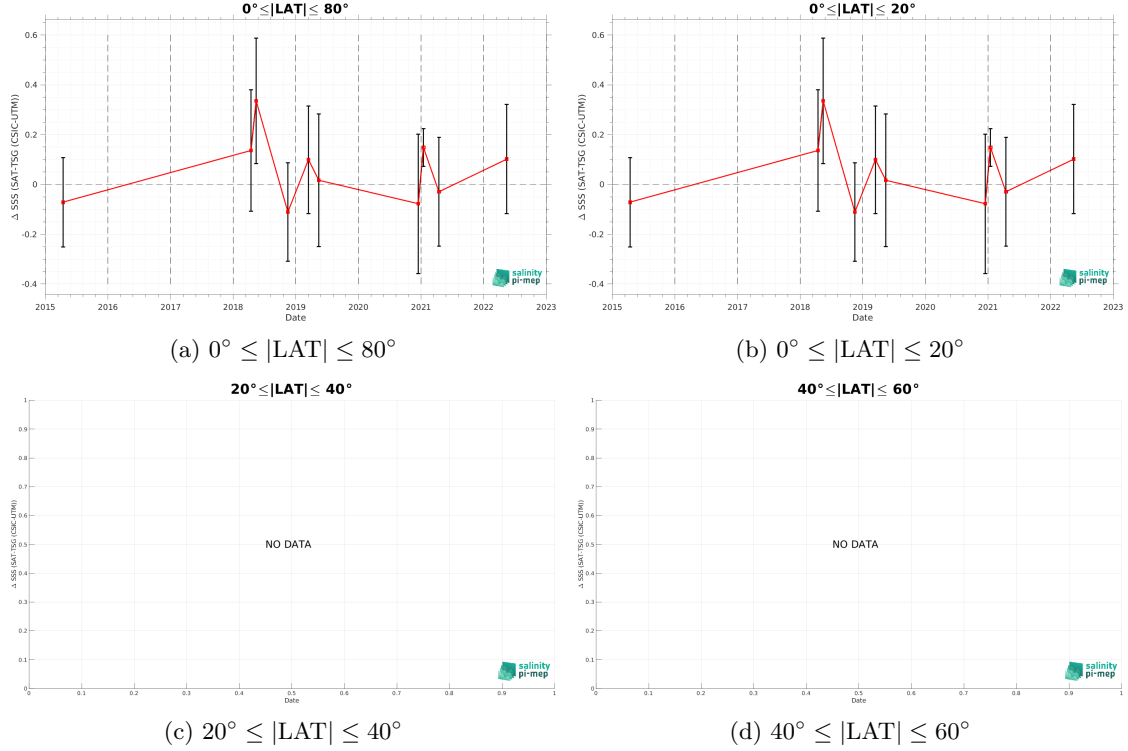 0°≤|LAT|≤ 80°
Δ SSS (SAT-TSG (CSIC-UTM))
0.6
0.4
0.2
0
-0.2
-0.4
2015 2016 2017 2018 2019 2020 2021 2022 2023
Date
salinity
pi-mep
(a) 0° ≤ |LAT| ≤ 80°
0°≤|LAT|≤ 20°
Δ SSS (SAT-TSG (CSIC-UTM))
0.6
0.4
0.2
0
-0.2
-0.4
2015 2016 2017 2018 2019 2020 2021 2022 2023
Date
salinity
pi-mep
(b) 0° ≤ |LAT| ≤ 20°
20°≤|LAT|≤ 40°
Δ SSS (SAT-TSG (CSIC-UTM))
1
0.9
0.8
0.7
0.6
0.5
0.4
0.3
0.2
0.1
0
NO DATA
0 0.1 0.2 0.3 0.4 0.5 0.6 0.7 0.8 0.9 1
Date
salinity
pi-mep
(c) 20° ≤ |LAT| ≤ 40°
40°≤|LAT|≤ 60°
Δ SSS (SAT-TSG (CSIC-UTM))
1
0.9
0.8
0.7
0.6
0.5
0.4
0.3
0.2
0.1
0
NO DATA
0 0.1 0.2 0.3 0.4 0.5 0.6 0.7 0.8 0.9 1
Date
salinity
pi-mep
(d) 40° ≤ |LAT| ≤ 60°